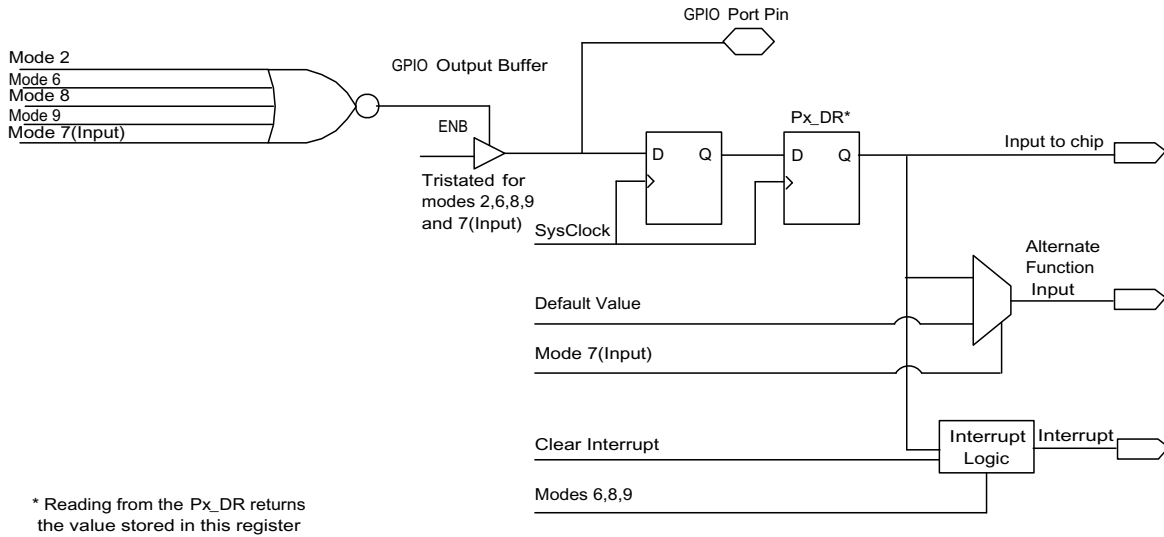 GPIO Port Pin
Mode 2
Mode 6
Mode 8
Mode 9
Mode 7(Input)
GPIO Output Buffer
ENB
Tristated for
modes 2,6,8,9
and 7(Input)
SysClock
D Q
Px_DR*
D Q
Input to chip
Alternate
Function
Input
Default Value
Mode 7(Input)
Clear Interrupt
Interrupt
Logic
Interrupt
Modes 6,8,9
* Reading from the Px_DR returns
the value stored in this register